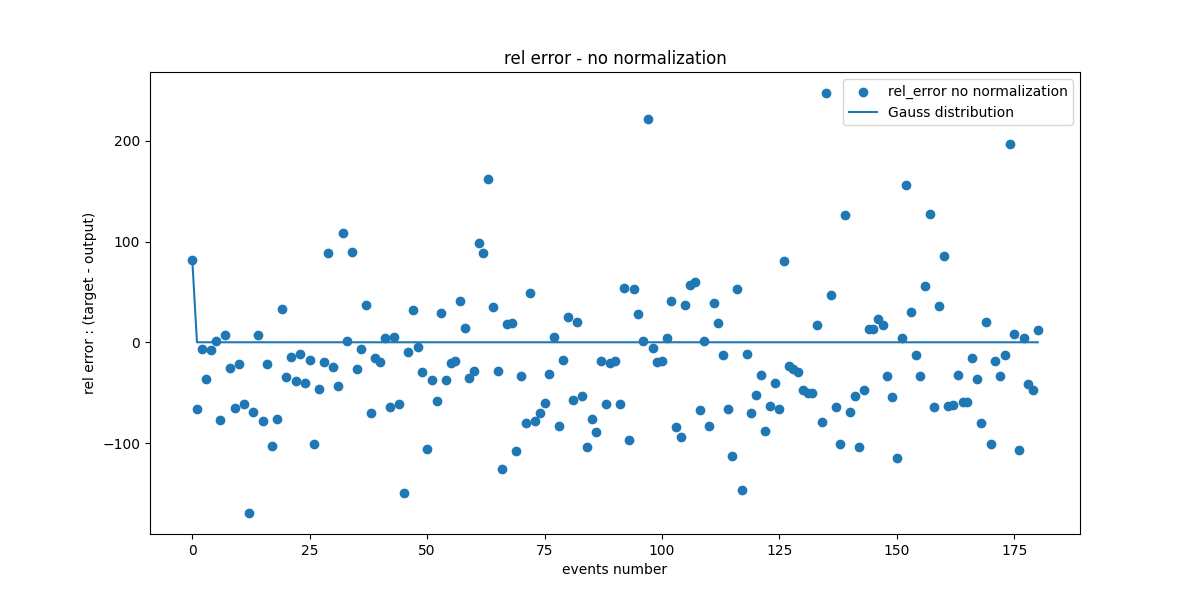 rel error - no normalization
rel_error no normalization
Gauss distribution
rel error : (target - output)
200
100
0
−100
0 25 50 75 100 125 150 175
events number